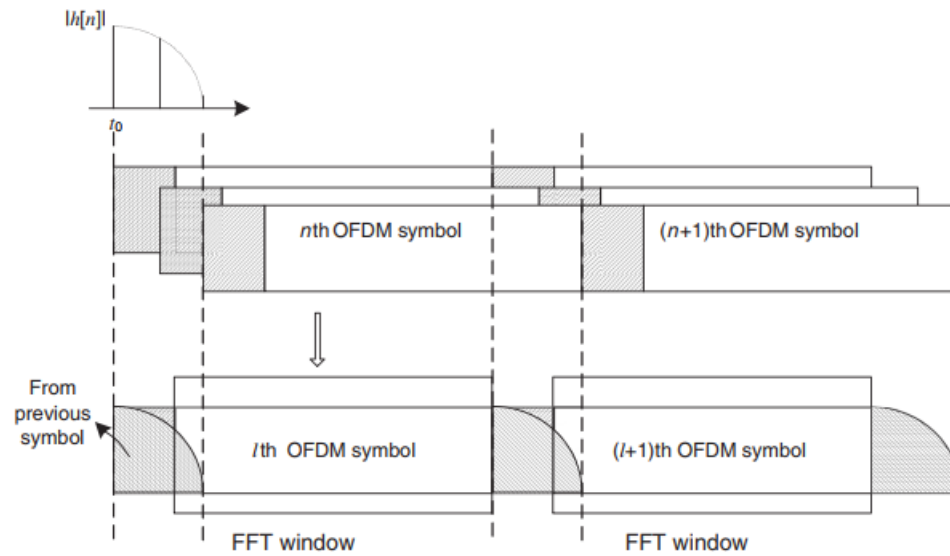 |h[n]|
t0
nth OFDM symbol
(n+1)th OFDM symbol
From
previous
symbol
lth OFDM symbol
(l+1)th OFDM symbol
FFT window
FFT window